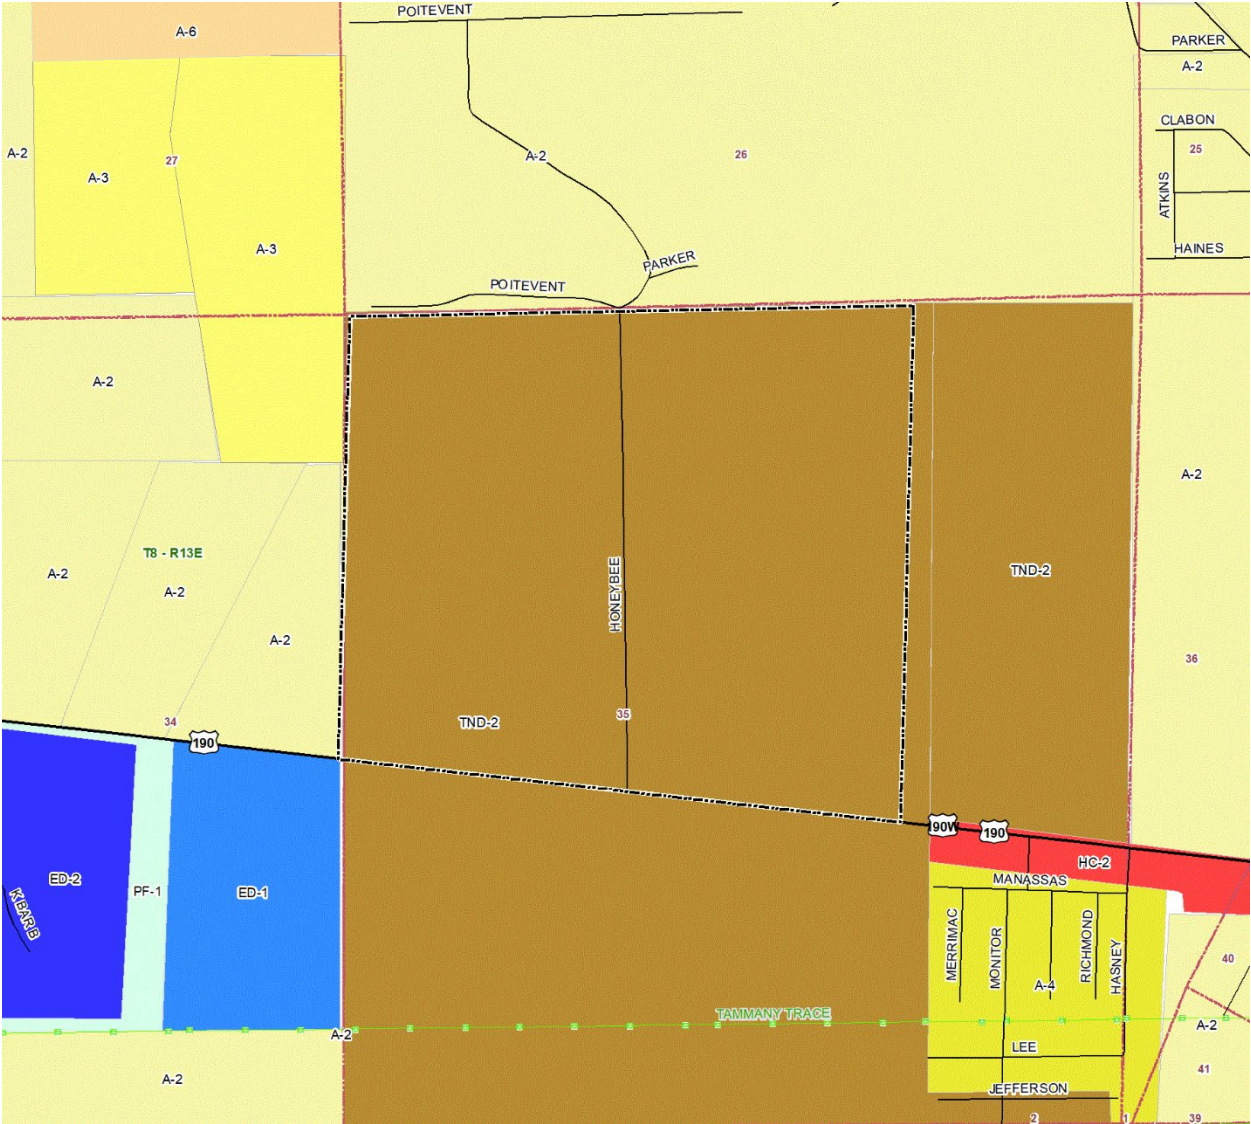 POITEVENT
A-6
PARKER
A-2
CLABON
25
A-2
27
A-2
26
A-3
ATKINS
A-3
HAINES
PARKER
POITEVENT
A-2
A-2
T8 - R13E
A-2
A-2
TND-2
HONEYBEE
A-2
36
34
TND-2
35
190
190W
190
HC-2
MANASSAS
ED-2
PF-1
ED-1
KBARB
MERRIMAC
MONITOR
RICHMOND
HASNEY
40
A-4
TAMMANY TRACE
A-2
A-2
LEE
41
A-2
JEFFERSON
2
1
39